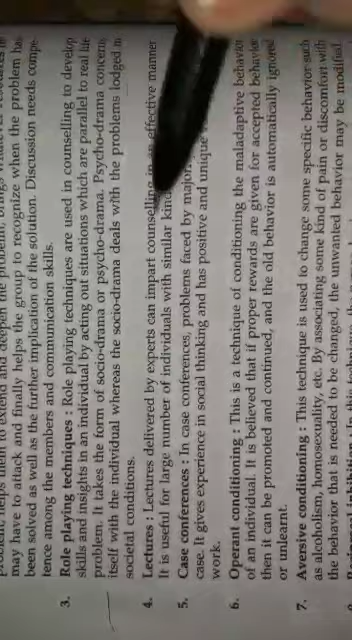 problem, helps them to extend and deepen the problem, brings
may have to attack and finally helps the group to recognize when the problem has
been solved as well as the further implication of the solution. Discussion needs compe-
tence among the members and communication skills.
3. Role playing techniques : Role playing techniques are used in counselling to develop
skills and insights in an individual by acting out situations which are parallel to real life
problem. It takes the form of socio-drama or psycho-drama. Psycho-drama concerns
itself with the individual whereas the socio-drama deals with the problems lodged in
societal conditions.
4. Lectures : Lectures delivered by experts can impart counselling in an effective manner
It is useful for large number of individuals with similar kind
5. Case conferences : In case conferences, problems faced by major
case. It gives experience in social thinking and has positive and unique
work.
6. Operant conditioning : This is a technique of conditioning the maladaptive behavior
of an individual. It is believed that if proper rewards are given for accepted behavior
then it can be promoted and continued, and the old behavior is automatically ignored
or unlearnt.
7. Aversive conditioning : This technique is used to change some specific behavior such
as alcoholism, homosexuality, etc. By associating some kind of pain or discomfort with
the behavior that is needed to be changed, the unwanted behavior may be modified.
inhibition : In this technique